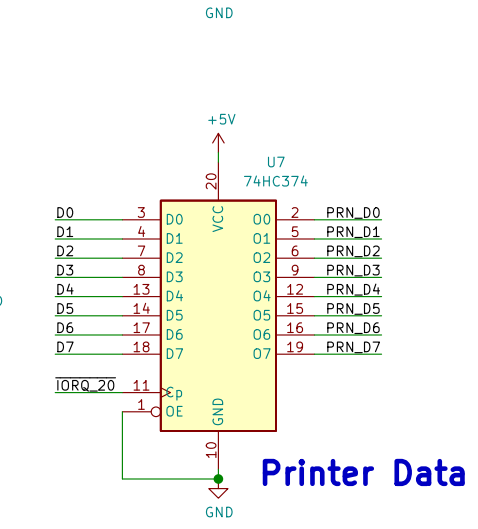 GND
+5V
U7
74HC374
20
VCC
D0 3 D0 O0 2 PRN_D0
D1 4 D1 O1 5 PRN_D1
D2 7 D2 O2 6 PRN_D2
D3 8 D3 O3 9 PRN_D3
D4 13 D4 O4 12 PRN_D4
D5 14 D5 O5 15 PRN_D5
D6 17 D6 O6 16 PRN_D6
D7 18 D7 O7 19 PRN_D7
IORQ_20 11 Cp
1 OE
GND
10
Printer Data
GND